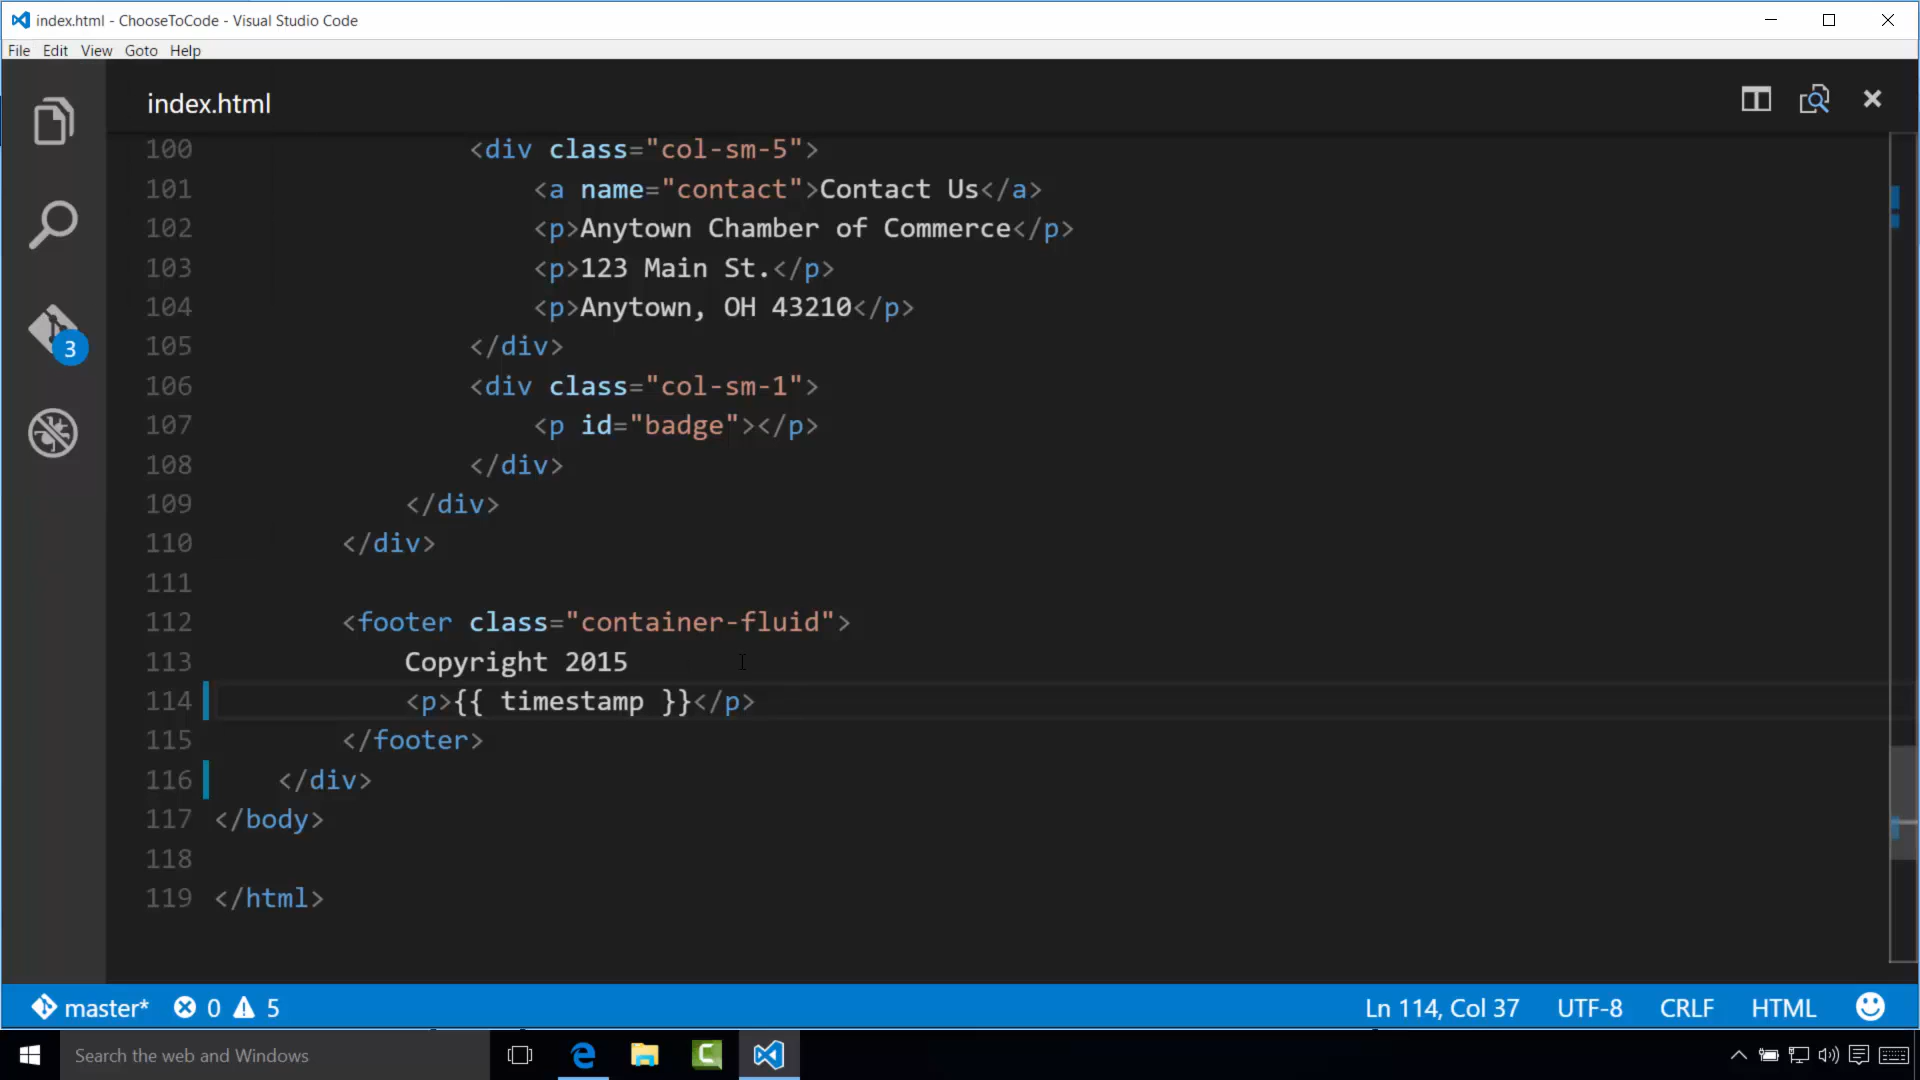 index.html - ChooseToCode - Visual Studio Code
File Edit View Goto Help
index.html
100 <div class="col-sm-5">
101 <a name="contact">Contact Us</a>
102 <p>Anytown Chamber of Commerce</p>
103 <p>123 Main St.</p>
104 <p>Anytown, OH 43210</p>
105 </div>
106 <div class="col-sm-1">
107 <p id="badge"></p>
108 </div>
109 </div>
110 </div>
111
112 <footer class="container-fluid">
113 Copyright 2015
114 <p>{{ timestamp }}</p>
115 </footer>
116 </div>
117 </body>
118
119 </html>
3
master* 0 5 Ln 114, Col 37 UTF-8 CRLF HTML
Search the web and Windows